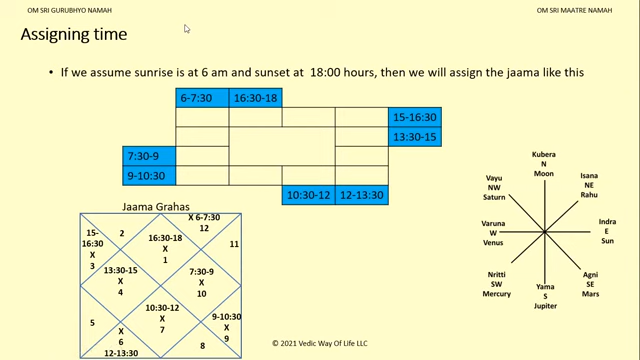 OM SRI GURUBHYO NAMAH
OM SRI MAATRE NAMAH
Assigning time
• If we assume sunrise is at 6 am and sunset at 18:00 hours, then we will assign the jaama like this
6-7:30
16:30-18
15-16:30
13:30-15
7:30-9
9-10:30
10:30-12
12-13:30
Kubera
N
Moon
Vayu
NW
Saturn
Isana
NE
Rahu
Varuna
W
Venus
Indra
E
Sun
Nritti
SW
Mercury
Yama
S
Jupiter
Agni
SE
Mars
Jaama Grahas
X 6-7:30
12
15-
16:30
X
3
2
16:30-18
X
1
11
13:30-15
X
4
7:30-9
X
10
5
10:30-12
X
7
9-10:30
X
9
X
6
12-13:30
8
© 2021 Vedic Way Of Life LLC